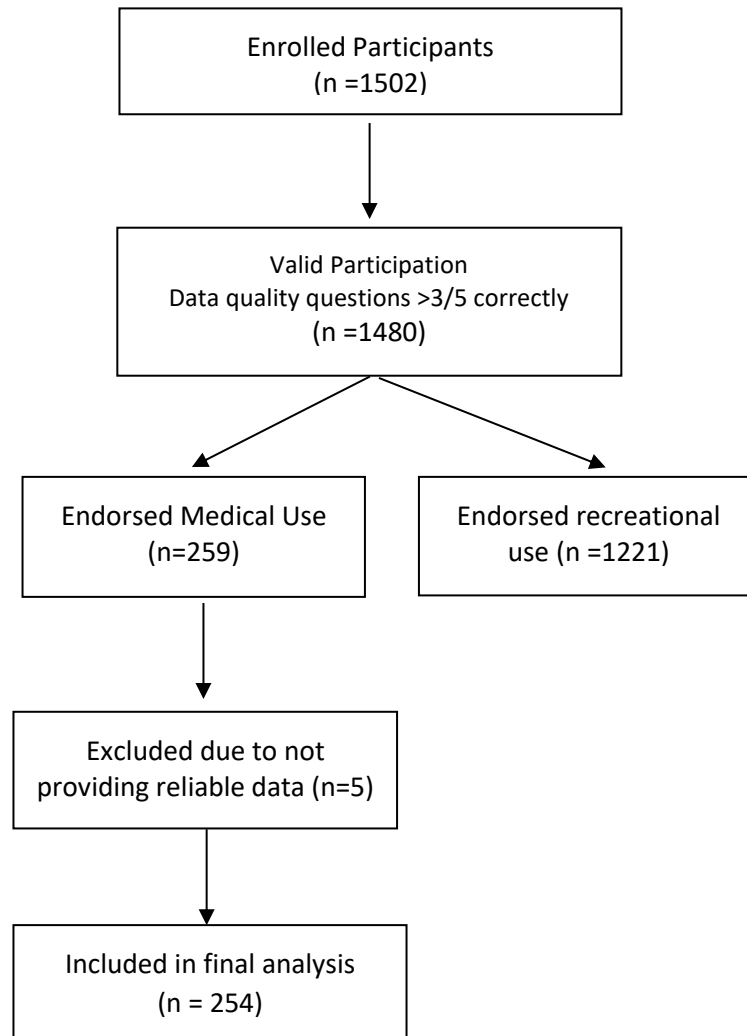 Enrolled Participants
(n =1502)
Valid Participation
Data quality questions >3/5 correctly
(n =1480)
Endorsed Medical Use
(n=259)
Endorsed recreational
use (n =1221)
Excluded due to not
providing reliable data (n=5)
Included in final analysis
(n = 254)